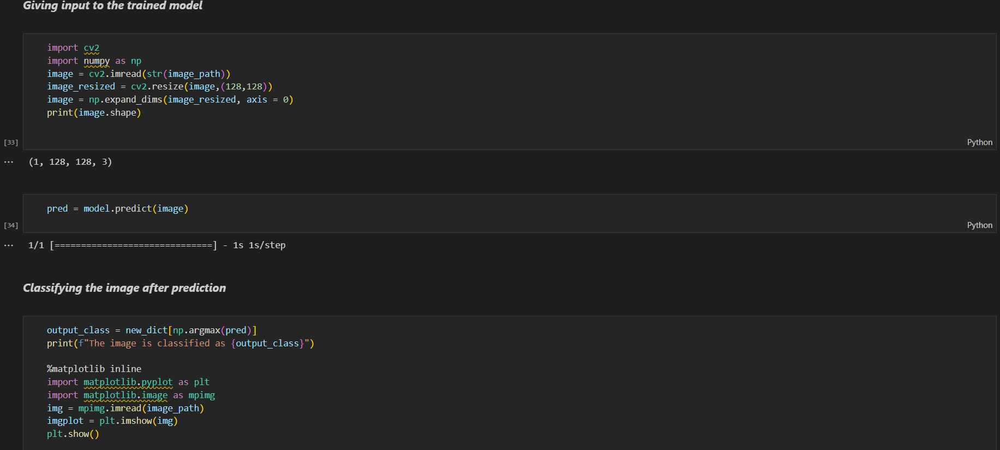 Giving input to the trained model
import cv2
import numpy as np
image = cv2.imread(str(image_path))
image_resized = cv2.resize(image,(128,128))
image = np.expand_dims(image_resized, axis = 0)
print(image.shape)
[33]
Python
... (1, 128, 128, 3)
pred = model.predict(image)
[34]
Python
... 1/1 [==============================] - 1s 1s/step
Classifying the image after prediction
output_class = new_dict[np.argmax(pred)]
print(f"The image is classified as {output_class}")
%matplotlib inline
import matplotlib.pyplot as plt
import matplotlib.image as mpimg
img = mpimg.imread(image_path)
imgplot = plt.imshow(img)
plt.show()